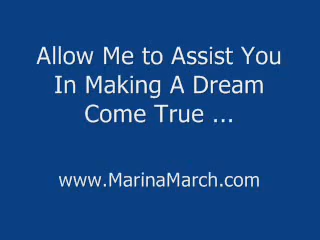 Allow Me to Assist You
In Making A Dream
Come True ...
www.MarinaMarch.com